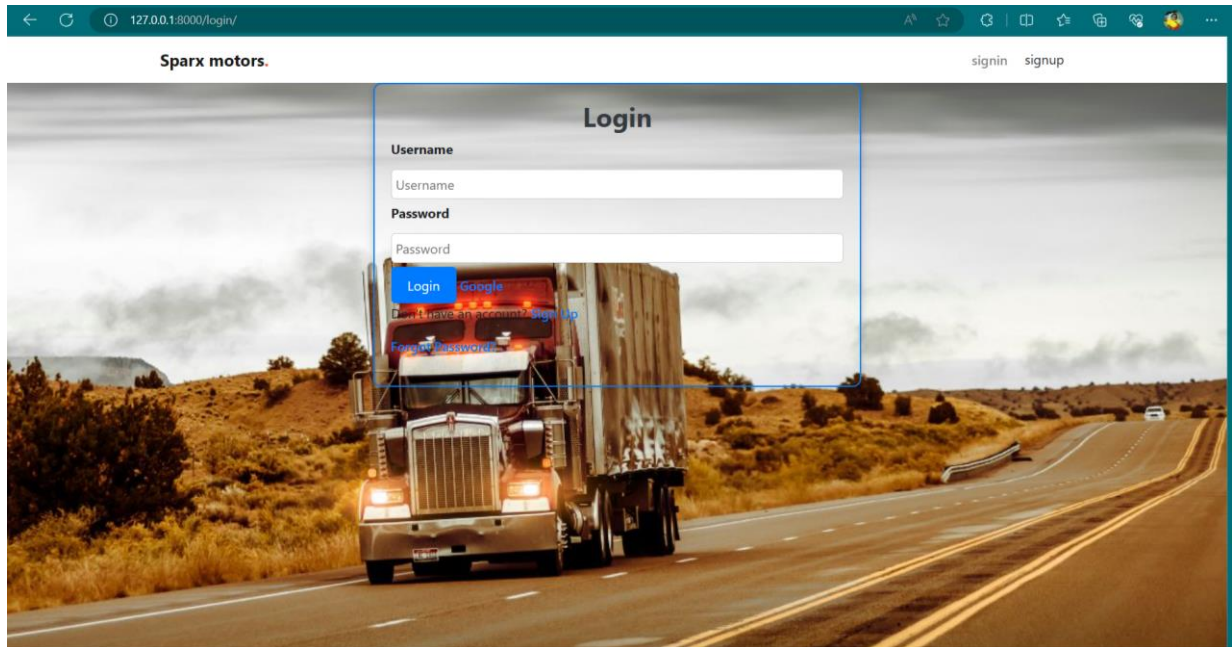 127.0.0.1:8000/login/
Sparx motors.
signin signup
Login
Username
Username
Password
Password
Login Google
Don't have an account? Sign Up
Forgot Password?